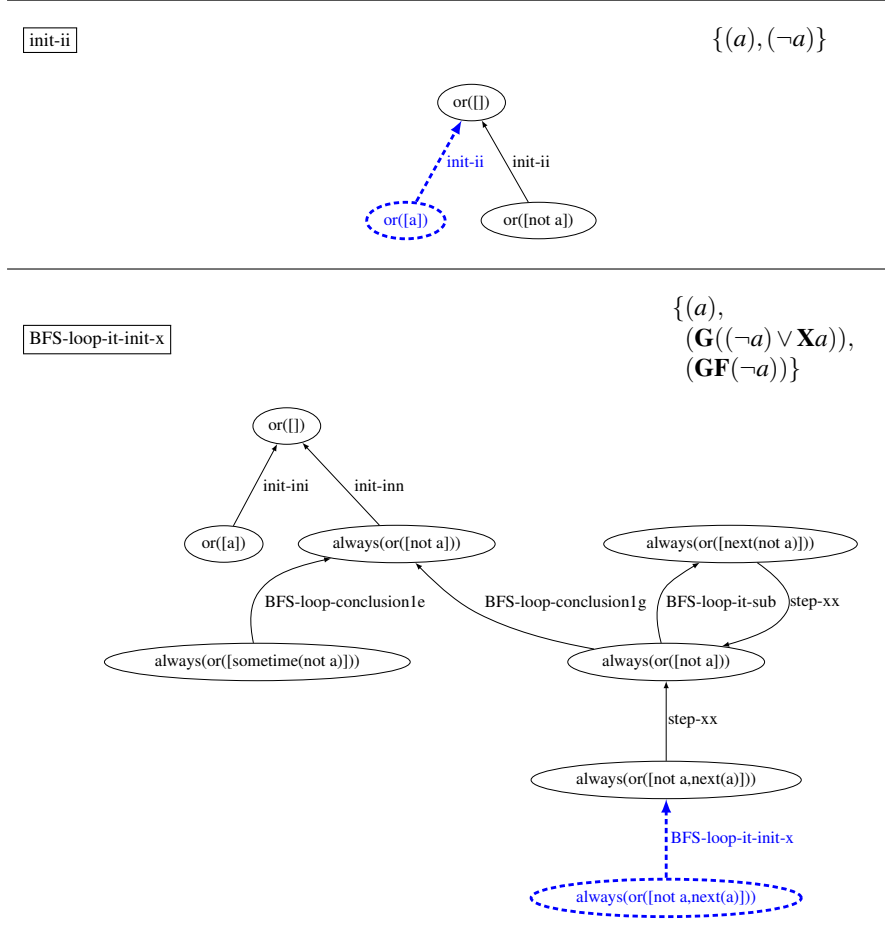 init-ii
{(a), (¬a)}
or([])
init-ii
init-ii
or([a])
or([not a])
BFS-loop-it-init-x
{(a),
(G((¬a) ∨ Xa)),
(GF(¬a))}
or([])
init-ini
init-inn
or([a])
always(or([not a]))
always(or([next(not a)]))
BFS-loop-conclusion1e
BFS-loop-conclusion1g
BFS-loop-it-sub
step-xx
always(or([sometime(not a)]))
always(or([not a]))
step-xx
always(or([not a,next(a)]))
BFS-loop-it-init-x
always(or([not a,next(a)]))